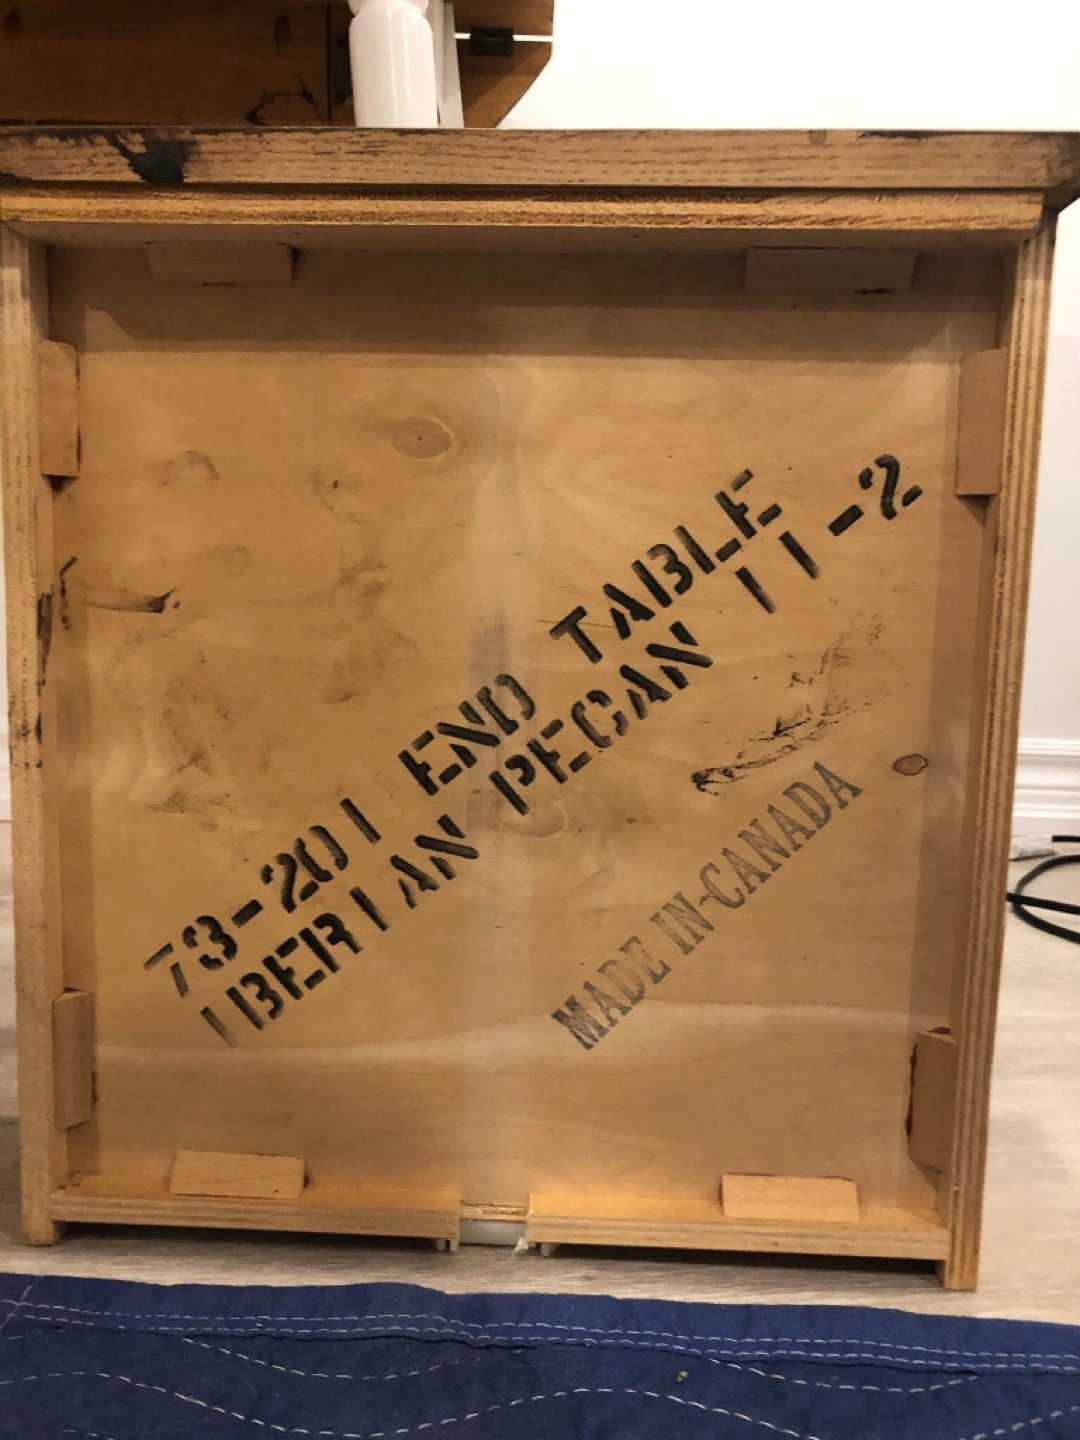 73-201 END TABLE
IBERIAN PECAN 11-2
MADE IN-CANADA